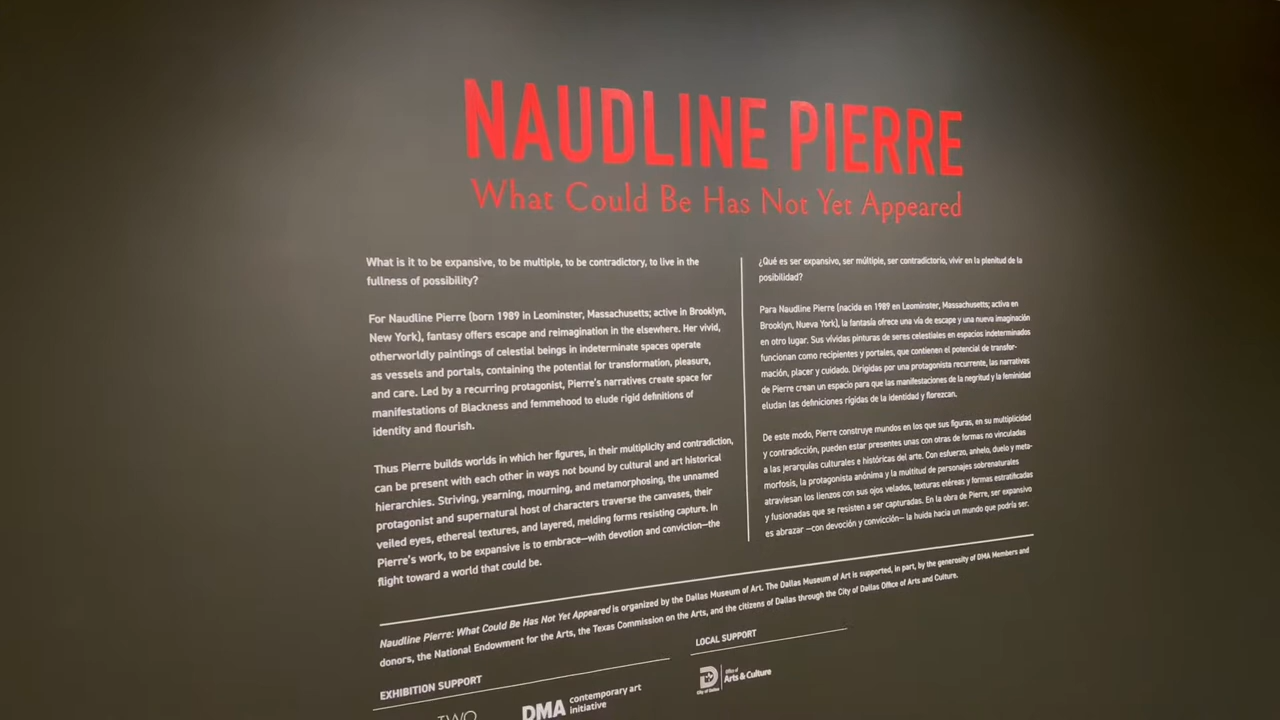 NAUDLINE PIERRE
What Could Be Has Not Yet Appeared
What is it to be expansive, to be multiple, to be contradictory, to live in the
fullness of possibility?
For Naudline Pierre (born 1989 in Leominster, Massachusetts; active in Brooklyn,
New York), fantasy offers escape and reimagination in the elsewhere. Her vivid,
otherworldly paintings of celestial beings in indeterminate spaces operate
as vessels and portals, containing the potential for transformation, pleasure,
and care. Led by a recurring protagonist, Pierre's narratives create space for
manifestations of Blackness and femmehood to elude rigid definitions of
identity and flourish.
Thus Pierre builds worlds in which her figures, in their multiplicity and contradiction,
can be present with each other in ways not bound by cultural and art historical
hierarchies. Striving, yearning, mourning, and metamorphosing, the unnamed
protagonist and supernatural host of characters traverse the canvases, their
veiled eyes, ethereal textures, and layered, melding forms resisting capture. In
Pierre's work, to be expansive is to embrace—with devotion and conviction—the
flight toward a world that could be.
¿Qué es ser expansivo, ser múltiple, ser contradictorio, vivir en la plenitud de la
posibilidad?
Para Naudline Pierre (nacida en 1989 en Leominster, Massachusetts; activa en
Brooklyn, Nueva York), la fantasía ofrece una vía de escape y una nueva imaginación
en otro lugar. Sus vívidas pinturas de seres celestiales en espacios indeterminados
funcionan como recipientes y portales, que contienen el potencial de transfor-
mación, placer y cuidado. Dirigidas por una protagonista recurrente, las narrativas
de Pierre crean un espacio para que las manifestaciones de la negritud y la feminidad
eludan las definiciones rígidas de la identidad y florezcan.
De este modo, Pierre construye mundos en los que sus figuras, en su multiplicidad
y contradicción, pueden estar presentes unas con otras de formas no vinculadas
a las jerarquías culturales e históricas del arte. Con esfuerzo, anhelo, duelo y meta-
morfosis, la protagonista anónima y la multitud de personajes sobrenaturales
atraviesan los lienzos con sus ojos velados, texturas etéreas y formas estratificadas
y fusionadas que se resisten a ser capturadas. En la obra de Pierre, ser expansivo
es abrazar —con devoción y convicción— la huida hacia un mundo que podría ser.
Naudline Pierre: What Could Be Has Not Yet Appeared is organized by the Dallas Museum of Art. The Dallas Museum of Art is supported, in part, by the generosity of DMA Members and
donors, the National Endowment for the Arts, the Texas Commission on the Arts, and the citizens of Dallas through the City of Dallas Office of Arts and Culture.
EXHIBITION SUPPORT
TWO
DMA contemporary art
initiative
LOCAL SUPPORT
D City of Dallas
Office of
Arts & Culture